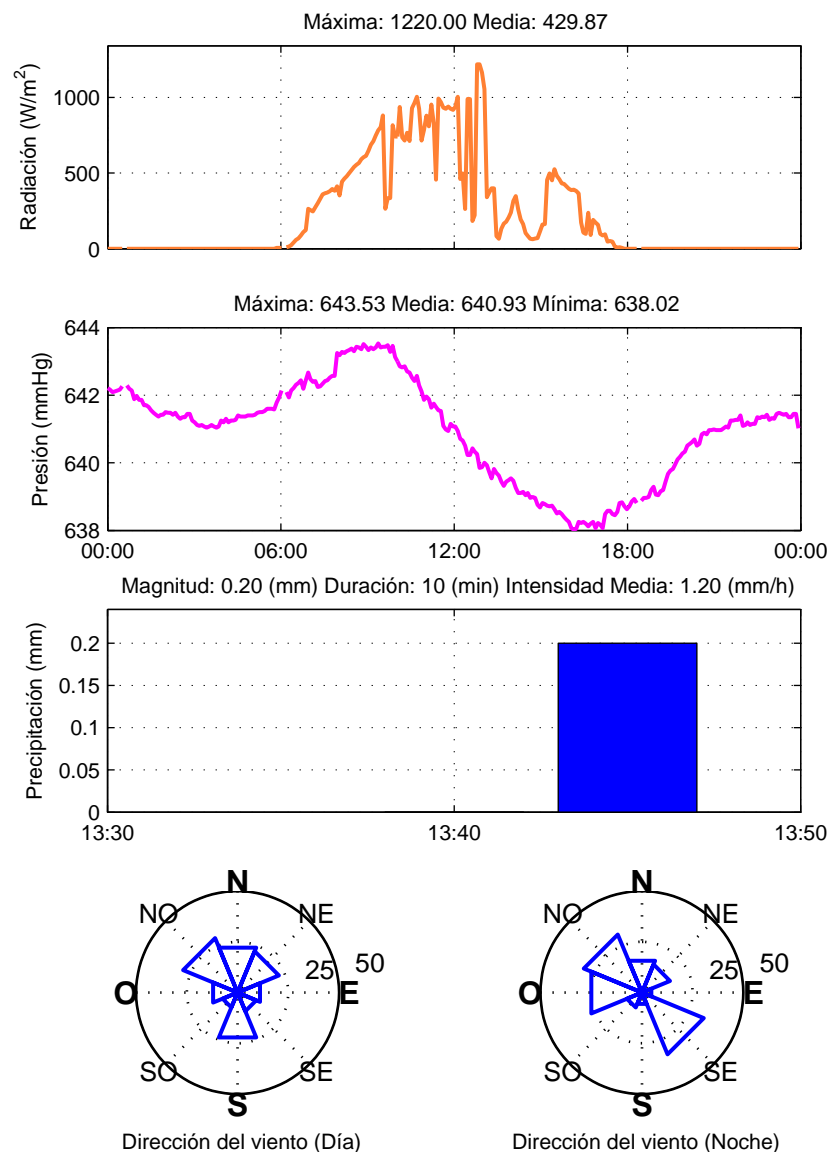 Máxima: 1220.00 Media: 429.87
Radiación (W/m²)
1000
500
0
Máxima: 643.53 Media: 640.93 Mínima: 638.02
Presión (mmHg)
644
642
640
638
00:00 06:00 12:00 18:00 00:00
Magnitud: 0.20 (mm) Duración: 10 (min) Intensidad Media: 1.20 (mm/h)
Precipitación (mm)
0.2
0.15
0.1
0.05
0
13:30 13:40 13:50
N
NO NE
25 50
O E
SO SE
S
Dirección del viento (Día)
N
NO NE
25 50
O E
SO SE
S
Dirección del viento (Noche)